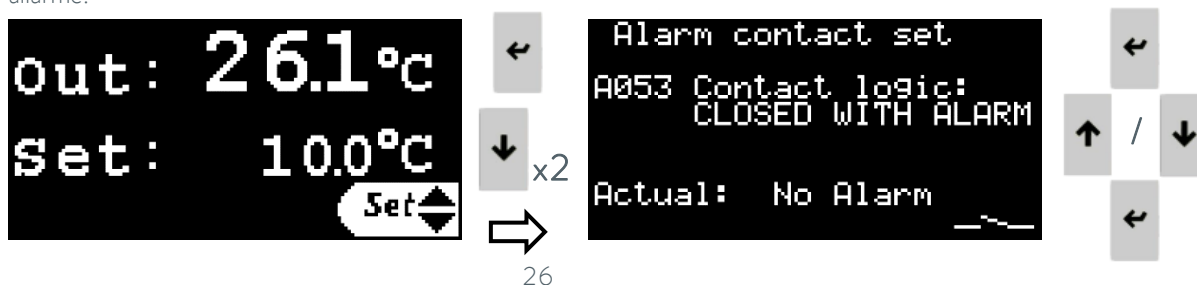 allarme.
out: 26.1°C
Set: 10.0°C
Set
x2
26
Alarm contact set
A053 Contact logic:
CLOSED WITH ALARM
Actual: No Alarm
/